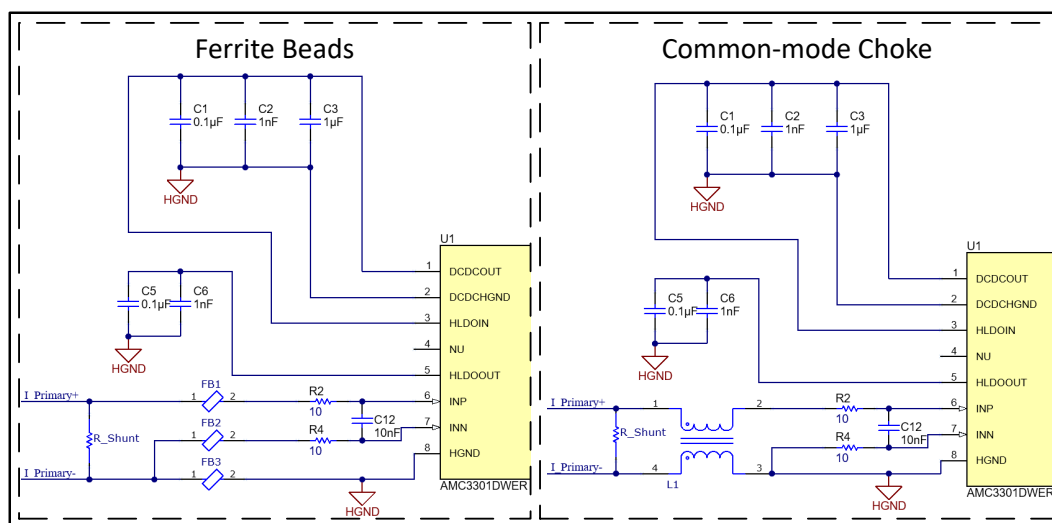 Ferrite Beads
C1
0.1µF
C2
1nF
C3
1µF
HGND
U1
1 DCDCOUT
2 DCDCHGND
3 HLDOIN
4 NU
5 HLDOOUT
6 INP
7 INN
8 HGND
AMC3301DWER
C5
0.1µF
C6
1nF
HGND
I_Primary+
R_Shunt
I_Primary-
FB1
1 2
FB2
1 2
FB3
1 2
R2
10
R4
10
C12
10nF
HGND
Common-mode Choke
C1
0.1µF
C2
1nF
C3
1µF
HGND
U1
1 DCDCOUT
2 DCDCHGND
3 HLDOIN
4 NU
5 HLDOOUT
6 INP
7 INN
8 HGND
AMC3301DWER
C5
0.1µF
C6
1nF
HGND
I_Primary+
R_Shunt
I_Primary-
1 2
4 3
L1
R2
10
R4
10
C12
10nF
HGND